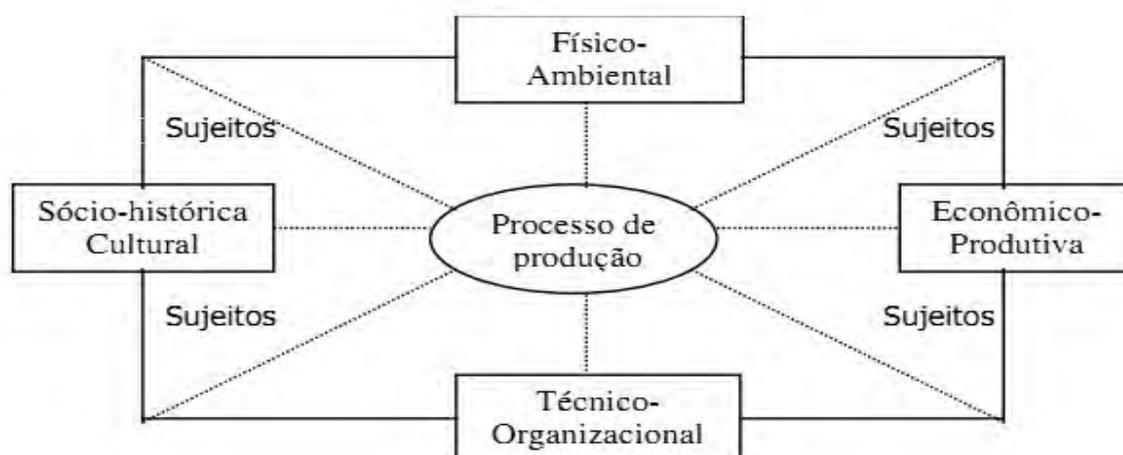 Físico-
Ambiental
Sujeitos
Sujeitos
Sócio-histórica
Cultural
Processo de
produção
Econômico-
Produtiva
Sujeitos
Sujeitos
Técnico-
Organizacional